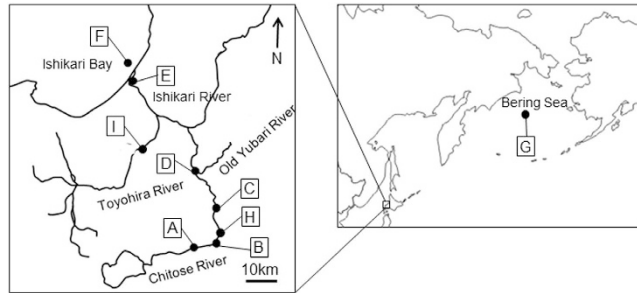 F
Ishikari Bay
N
E
Ishikari River
I
Old Yubari River
D
C
Toyohira River
H
A
B
Chitose River
10km
Bering Sea
G